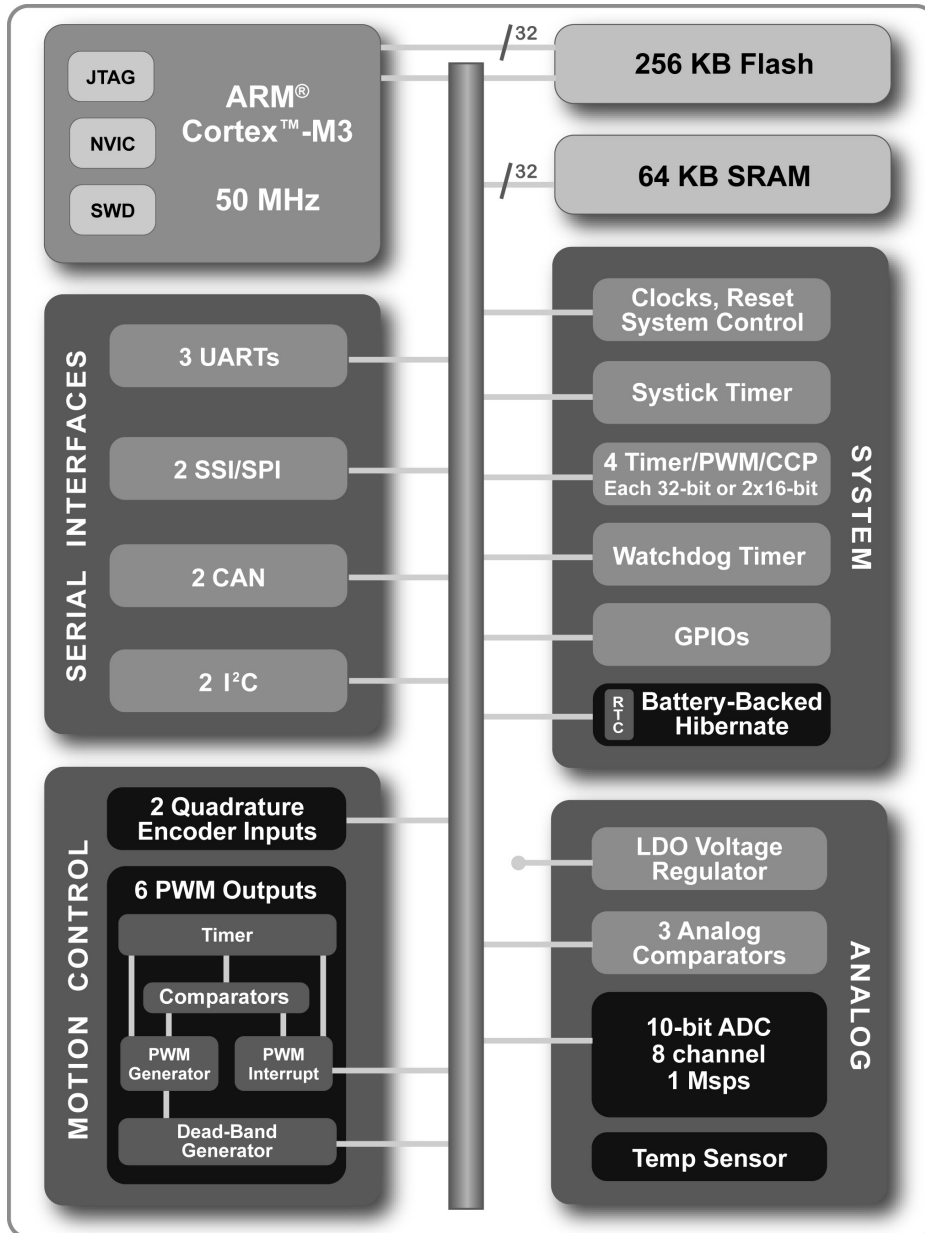 JTAG
NVIC
SWD
ARM®
Cortex™-M3
50 MHz
32
256 KB Flash
32
64 KB SRAM
SERIAL INTERFACES
3 UARTs
2 SSI/SPI
2 CAN
2 I²C
SYSTEM
Clocks, Reset
System Control
Systick Timer
4 Timer/PWM/CCP
Each 32-bit or 2x16-bit
Watchdog Timer
GPIOs
RTC
Battery-Backed
Hibernate
MOTION CONTROL
2 Quadrature
Encoder Inputs
6 PWM Outputs
Timer
Comparators
PWM
Generator
PWM
Interrupt
Dead-Band
Generator
ANALOG
LDO Voltage
Regulator
3 Analog
Comparators
10-bit ADC
8 channel
1 Msps
Temp Sensor